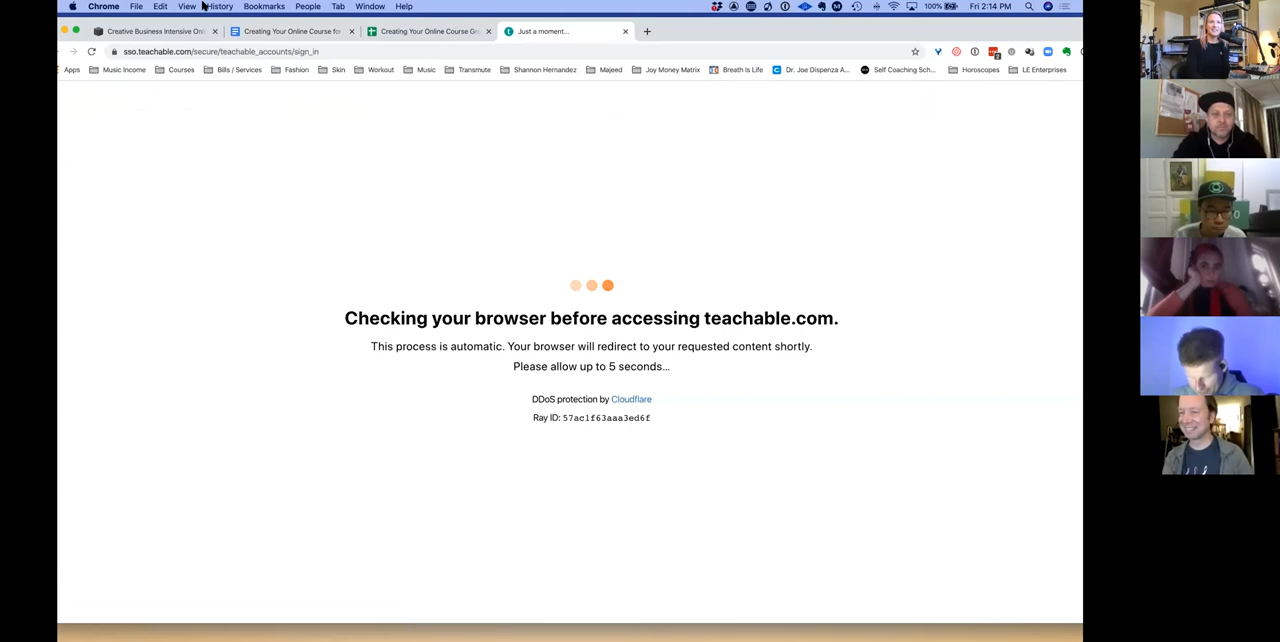 Chrome File Edit View History Bookmarks People Tab Window Help 100% Fri 2:14 PM
Creative Business Intensive Onl Creating Your Online Course for Creating Your Online Course Gr Just a moment...
sso.teachable.com/secure/teachable_accounts/sign_in
Apps Music Income Courses Bills / Services Fashion Skin Workout Music Transmute Shannon Hernandez Majeed Joy Money Matrix Breath Is Life Dr. Joe Dispenza A... Self Coaching Sch... Horoscopes LE Enterprises
Checking your browser before accessing teachable.com.
This process is automatic. Your browser will redirect to your requested content shortly.
Please allow up to 5 seconds...
DDoS protection by Cloudflare
Ray ID: 57ac1f63aaa3ed6f